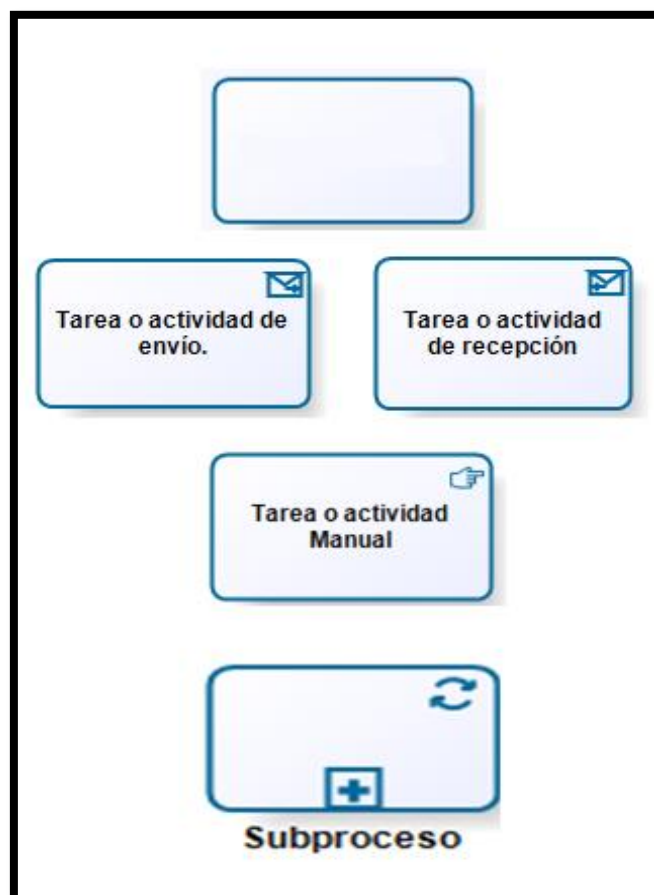 Tarea o actividad de
envío.
Tarea o actividad
de recepción
Tarea o actividad
Manual
Subproceso